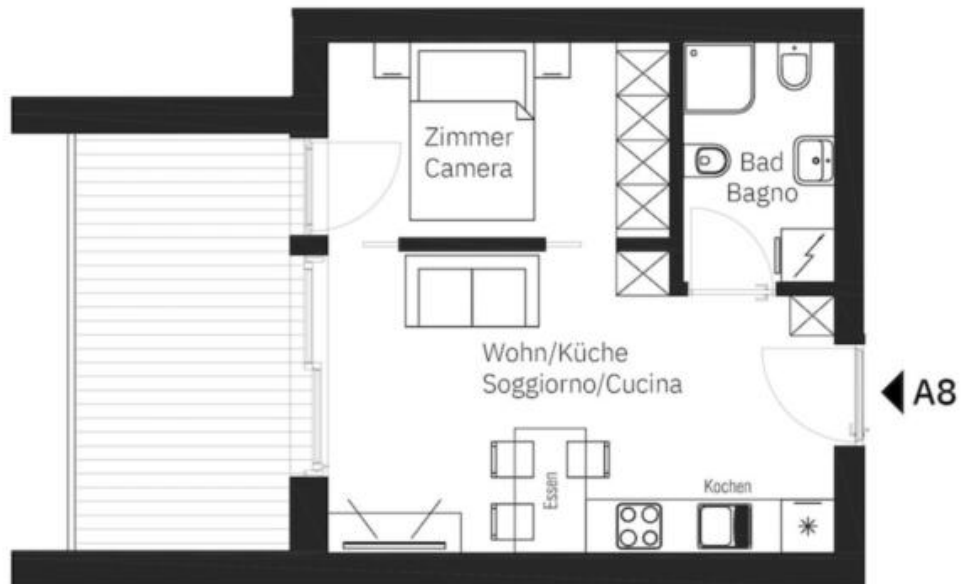 Zimmer
Camera
Bad
Bagno
Wohn/Küche
Soggiorno/Cucina
A8
Essen
Kochen